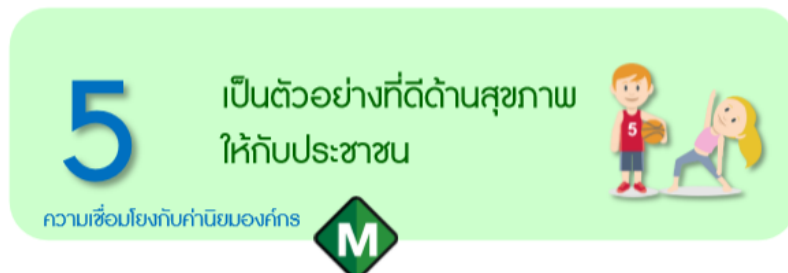 5
เป็นตัวอย่างที่ดีด้านสุขภาพ
ให้กับประชาชน
5
ความเชื่อมโยงกับค่านิยมองค์กร
M